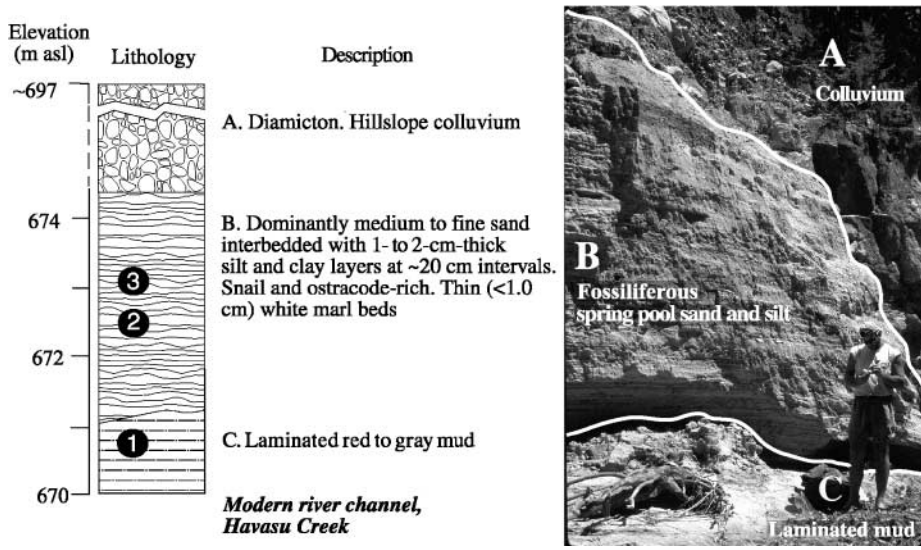 Elevation
(m asl)
Lithology
Description
~697
A. Diamicton. Hillslope colluvium
674
B. Dominantly medium to fine sand
interbedded with 1- to 2-cm-thick
silt and clay layers at ~20 cm intervals.
Snail and ostracode-rich. Thin (<1.0
cm) white marl beds
3
2
672
1
C. Laminated red to gray mud
670
Modern river channel,
Havasu Creek
A
Colluvium
B
Fossiliferous
spring pool sand and silt
C
Laminated mud